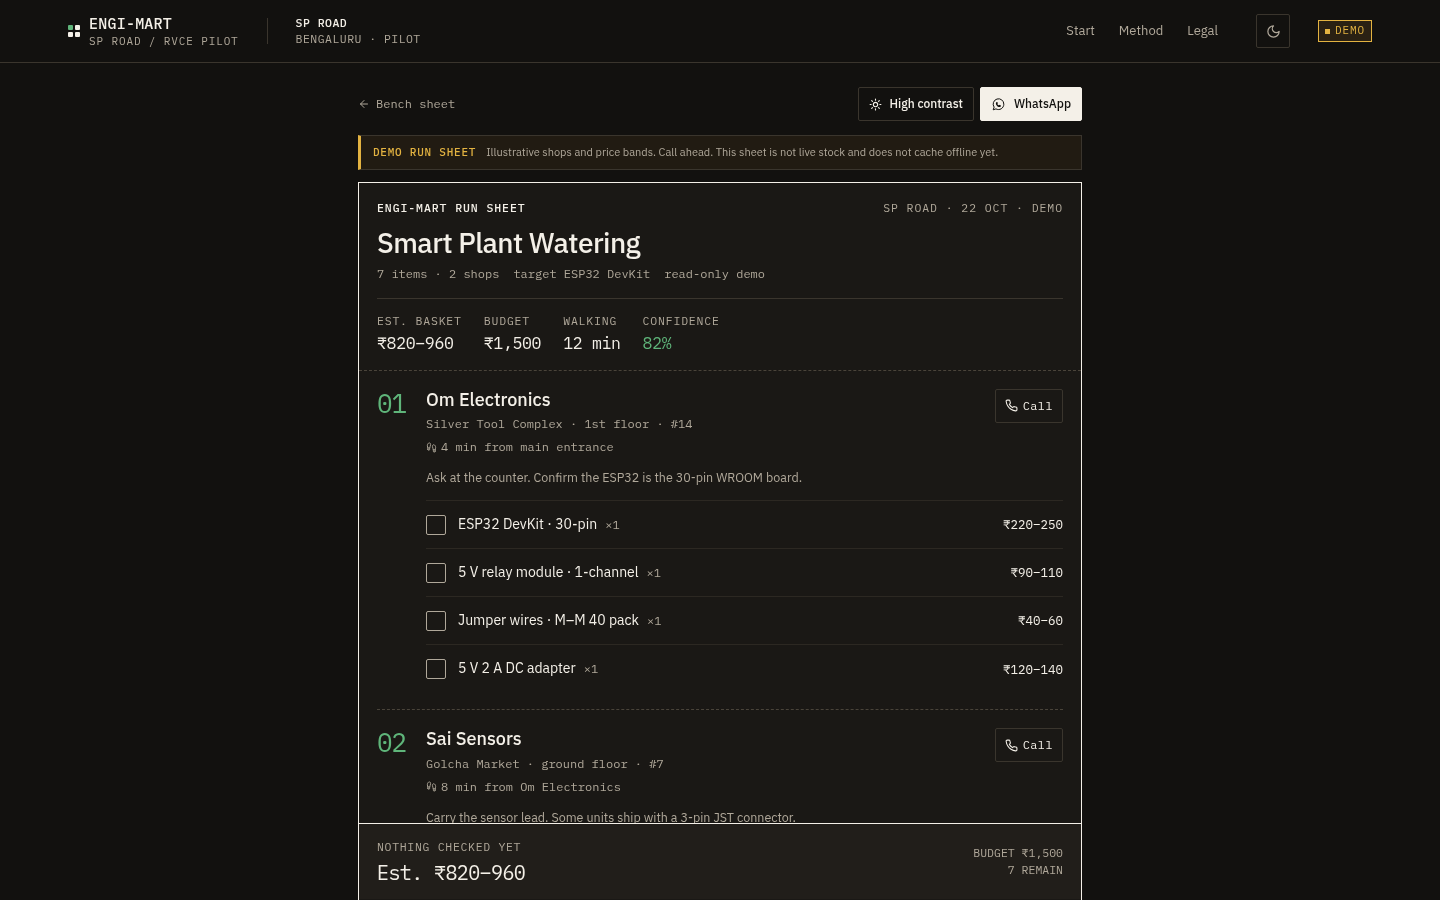 ENGI-MART
SP ROAD / RVCE PILOT
SP ROAD
BENGALURU · PILOT
Start
Method
Legal
DEMO
← Bench sheet
High contrast
WhatsApp
DEMO RUN SHEET Illustrative shops and price bands. Call ahead. This sheet is not live stock and does not cache offline yet.
ENGI-MART RUN SHEET
SP ROAD · 22 OCT · DEMO
Smart Plant Watering
7 items · 2 shops target ESP32 DevKit read-only demo
EST. BASKET BUDGET WALKING CONFIDENCE
₹820–960 ₹1,500 12 min 82%
01 Om Electronics
Call
Silver Tool Complex · 1st floor · #14
4 min from main entrance
Ask at the counter. Confirm the ESP32 is the 30-pin WROOM board.
ESP32 DevKit · 30-pin ×1 ₹220–250
5 V relay module · 1-channel ×1 ₹90–110
Jumper wires · M–M 40 pack ×1 ₹40–60
5 V 2 A DC adapter ×1 ₹120–140
02 Sai Sensors
Call
Golcha Market · ground floor · #7
8 min from Om Electronics
Carry the sensor lead. Some units ship with a 3-pin JST connector.
NOTHING CHECKED YET
Est. ₹820–960
BUDGET ₹1,500
7 REMAIN